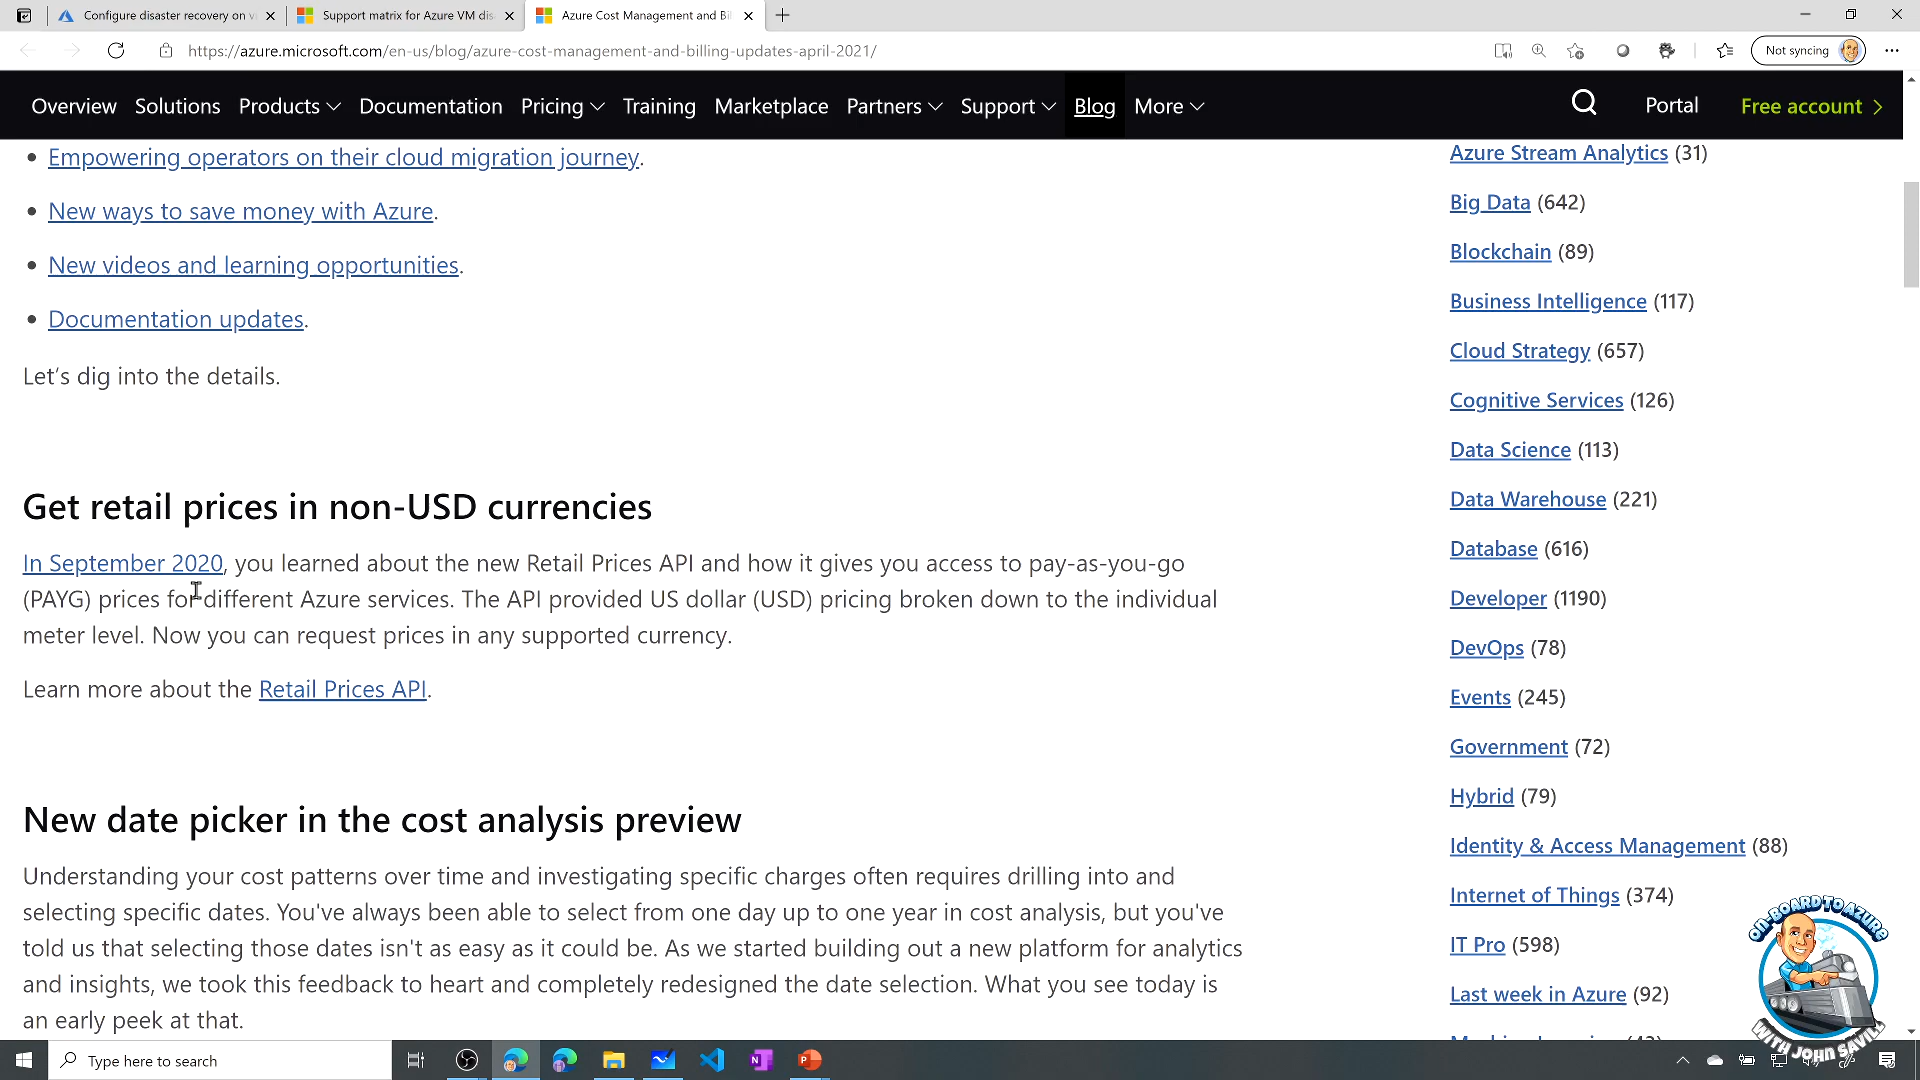 Configure disaster recovery on v
Support matrix for Azure VM dis
Azure Cost Management and Bi
https://azure.microsoft.com/en-us/blog/azure-cost-management-and-billing-updates-april-2021/
Not syncing
Overview Solutions Products Documentation Pricing Training Marketplace Partners Support Blog More Portal Free account
• Empowering operators on their cloud migration journey.
• New ways to save money with Azure.
• New videos and learning opportunities.
• Documentation updates.
Let's dig into the details.
Get retail prices in non-USD currencies
In September 2020, you learned about the new Retail Prices API and how it gives you access to pay-as-you-go
(PAYG) prices for different Azure services. The API provided US dollar (USD) pricing broken down to the individual
meter level. Now you can request prices in any supported currency.
Learn more about the Retail Prices API.
New date picker in the cost analysis preview
Understanding your cost patterns over time and investigating specific charges often requires drilling into and
selecting specific dates. You've always been able to select from one day up to one year in cost analysis, but you've
told us that selecting those dates isn't as easy as it could be. As we started building out a new platform for analytics
and insights, we took this feedback to heart and completely redesigned the date selection. What you see today is
an early peek at that.
Azure Stream Analytics (31)
Big Data (642)
Blockchain (89)
Business Intelligence (117)
Cloud Strategy (657)
Cognitive Services (126)
Data Science (113)
Data Warehouse (221)
Database (616)
Developer (1190)
DevOps (78)
Events (245)
Government (72)
Hybrid (79)
Identity & Access Management (88)
Internet of Things (374)
IT Pro (598)
Last week in Azure (92)
ON-BOARD TO AZURE
WITH JOHN SAVILL
Type here to search